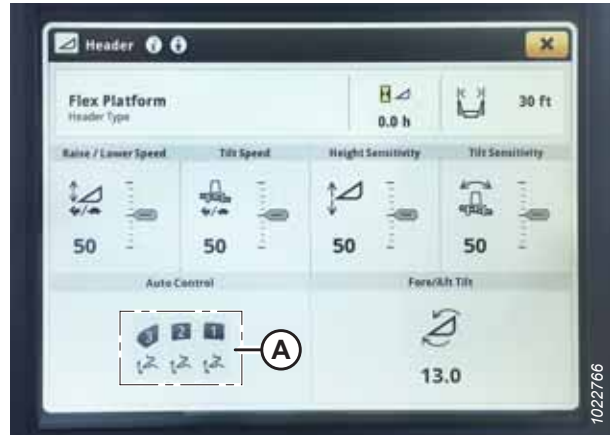 Header
Flex Platform
Header Type
0.0 h
30 ft
Raise / Lower Speed
Tilt Speed
Height Sensitivity
Tilt Sensitivity
50
50
50
50
Auto Control
Fore/Aft Tilt
3 2 1
A
13.0
1022766